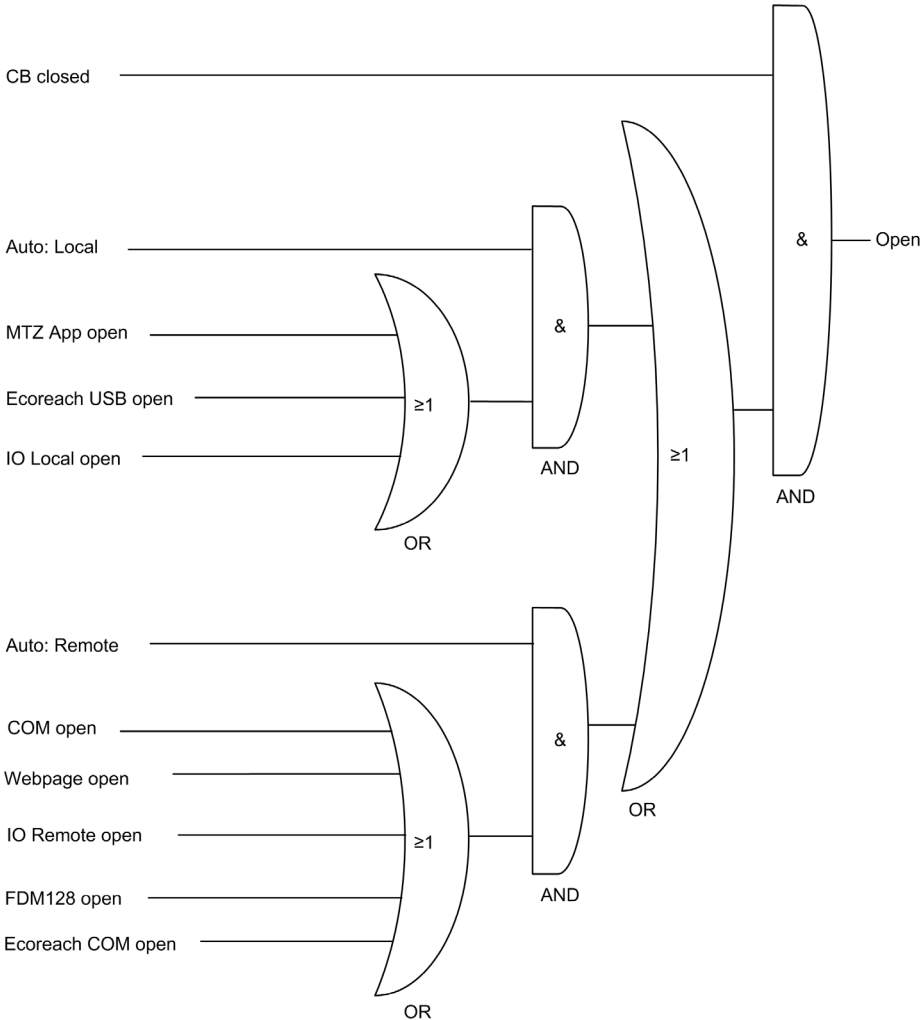 CB closed
&
Open
Auto: Local
MTZ App open
&
Ecoreach USB open
≥1
IO Local open
AND
≥1
AND
OR
Auto: Remote
COM open
&
Webpage open
OR
IO Remote open
≥1
FDM128 open
AND
Ecoreach COM open
OR